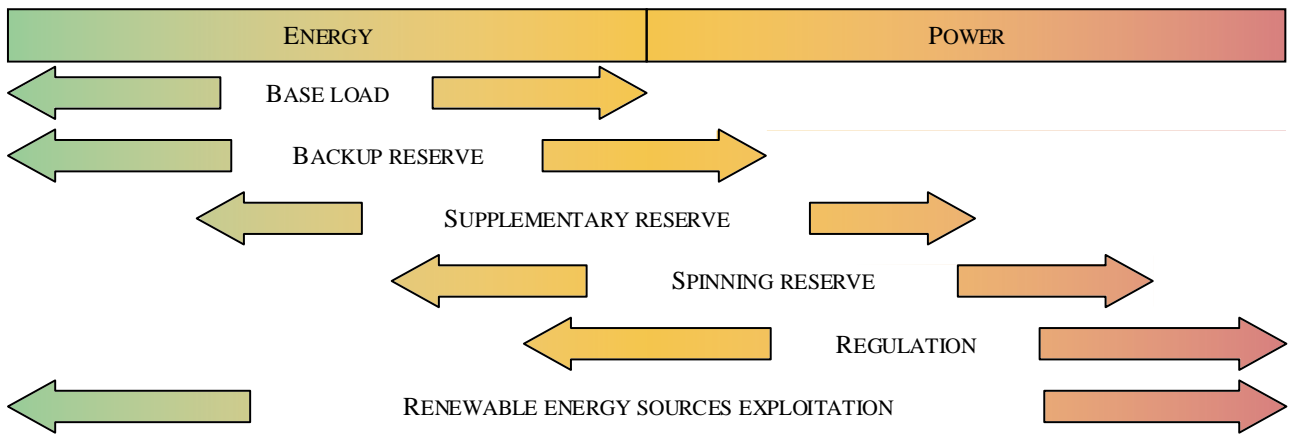 ENERGY POWER
BASE LOAD
BACKUP RESERVE
SUPPLEMENTARY RESERVE
SPINNING RESERVE
REGULATION
RENEWABLE ENERGY SOURCES EXPLOITATION